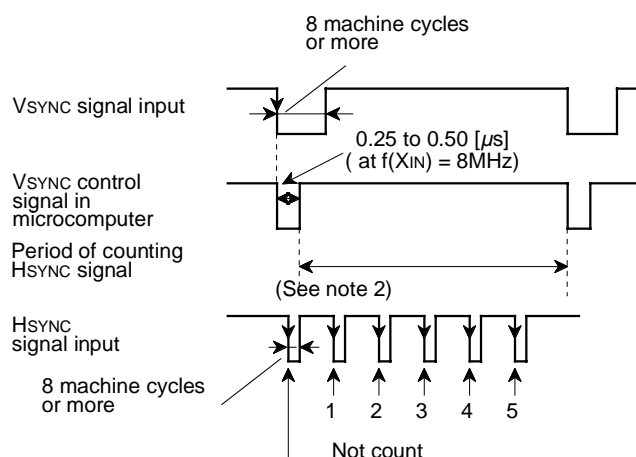 8 machine cycles
or more
VSYNC signal input
0.25 to 0.50 [µs]
( at f(XIN) = 8MHz)
VSYNC control
signal in
microcomputer
Period of counting
HSYNC signal
(See note 2)
HSYNC
signal input
8 machine cycles
or more
1 2 3 4 5
Not count